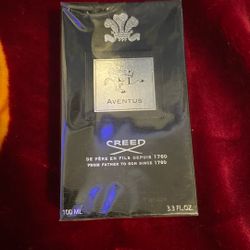 AVENTUS
CREED
DE PÈRE EN FILS DEPUIS 1760
FROM FATHER TO SON SINCE 1760
100 ML
3.3 FL.OZ.